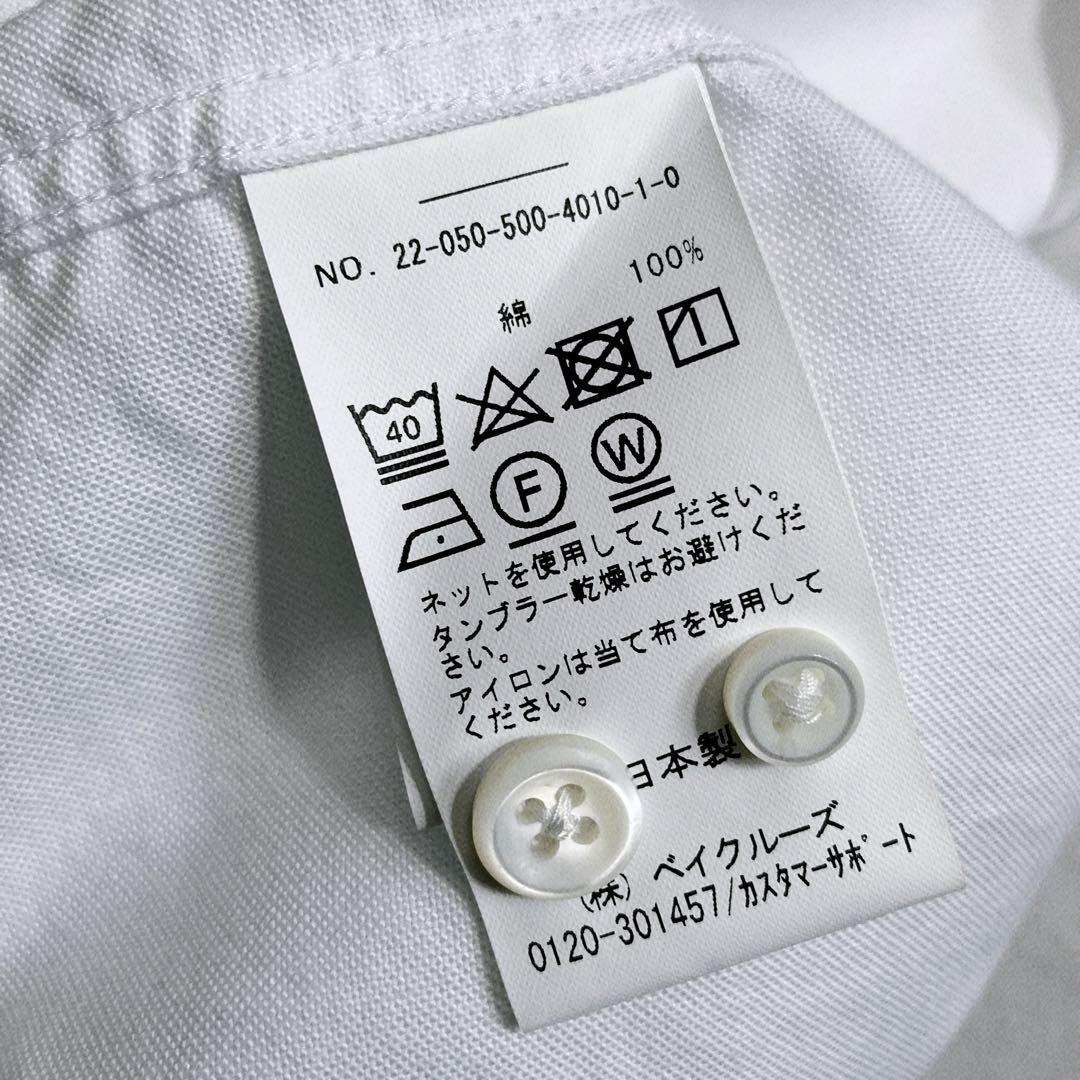 NO. 22-050-500-4010-1-0
綿 100%
40
F W
ネットを使用してください。
タンブラー乾燥はお避けくだ
さい。
アイロンは当て布を使用して
ください。
日本製
(株) ベイクルーズ
0120-301457/カスタマーサポート